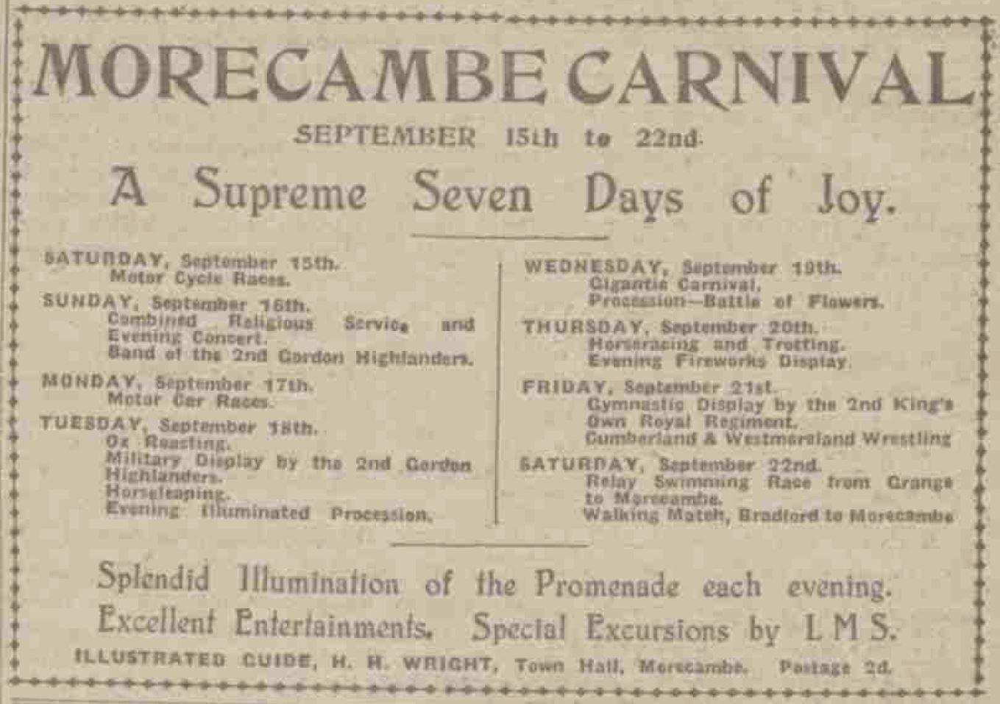 MORECAMBE CARNIVAL
SEPTEMBER 15th to 22nd.
A Supreme Seven Days of Joy.
SATURDAY, September 15th.
Motor Cycle Races.
SUNDAY, September 16th.
Combined Religious Service and
Evening Concert.
Band of the 2nd Gordon Highlanders.
MONDAY, September 17th.
Motor Car Races.
TUESDAY, September 18th.
Ox Roasting.
Military Display by the 2nd Gordon
Highlanders.
Horseleaping.
Evening Illuminated Procession.
WEDNESDAY, September 19th.
Gigantic Carnival.
Procession—Battle of Flowers.
THURSDAY, September 20th.
Horseracing and Trotting.
Evening Fireworks Display.
FRIDAY, September 21st.
Gymnastic Display by the 2nd King's
Own Royal Regiment.
Cumberland & Westmoreland Wrestling
SATURDAY, September 22nd.
Relay Swimming Race from Grange
to Morecambe.
Walking Match, Bradford to Morecambe
Splendid Illumination of the Promenade each evening.
Excellent Entertainments. Special Excursions by L M S.
ILLUSTRATED GUIDE, H. H. WRIGHT, Town Hall, Morecambe. Postage 2d.